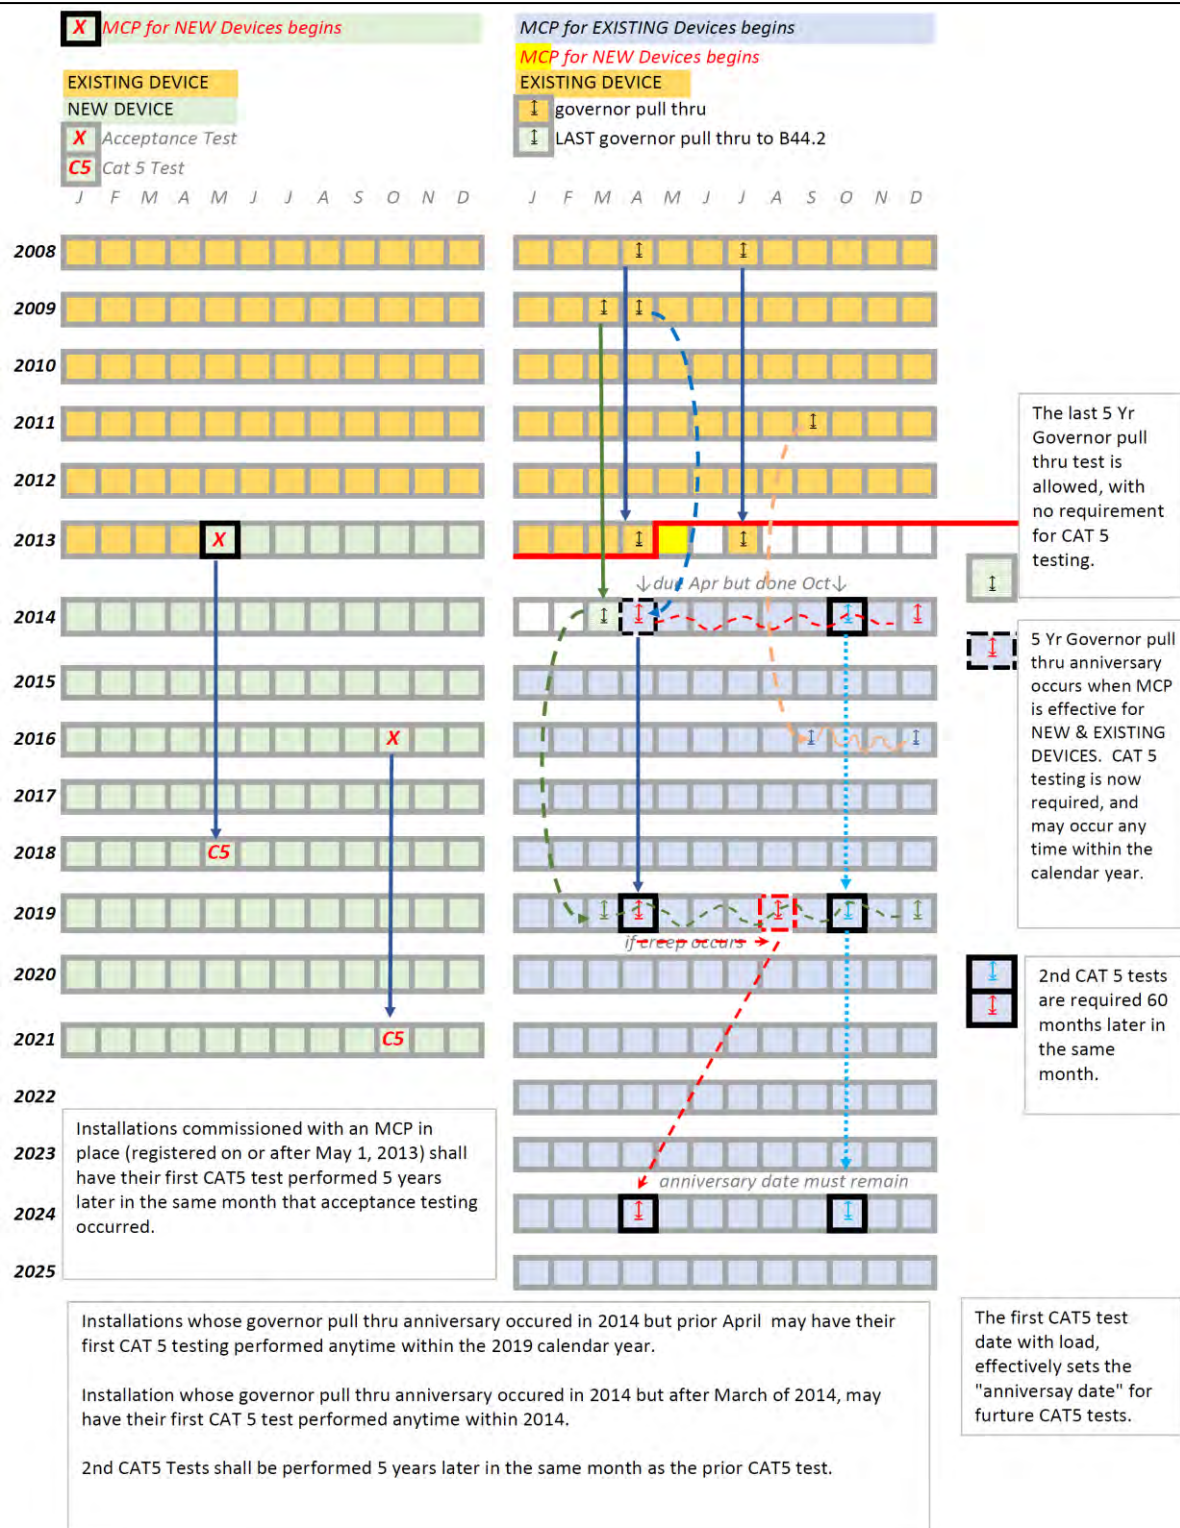 X MCP for NEW Devices begins
MCP for EXISTING Devices begins
MCP for NEW Devices begins
EXISTING DEVICE
EXISTING DEVICE
NEW DEVICE
governor pull thru
X Acceptance Test
LAST governor pull thru to B44.2
C5 Cat 5 Test
J F M A M J J A S O N D
J F M A M J J A S O N D
2008
2009
2010
2011
2012
2013
X
↓due Apr but done Oct↓
2014
2015
2016
X
2017
2018
C5
2019
if creep occurs
2020
2021
C5
2022
2023
anniversary date must remain
2024
2025
The last 5 Yr
Governor pull
thru test is
allowed, with
no requirement
for CAT 5
testing.
5 Yr Governor pull
thru anniversary
occurs when MCP
is effective for
NEW & EXISTING
DEVICES. CAT 5
testing is now
required, and
may occur any
time within the
calendar year.
2nd CAT 5 tests
are required 60
months later in
the same
month.
Installations commissioned with an MCP in
place (registered on or after May 1, 2013) shall
have their first CAT5 test performed 5 years
later in the same month that acceptance testing
occurred.
Installations whose governor pull thru anniversary occured in 2014 but prior April may have their
first CAT 5 testing performed anytime within the 2019 calendar year.
Installation whose governor pull thru anniversary occured in 2014 but after March of 2014, may
have their first CAT 5 test performed anytime within 2014.
2nd CAT5 Tests shall be performed 5 years later in the same month as the prior CAT5 test.
The first CAT5 test
date with load,
effectively sets the
"anniversay date" for
furture CAT5 tests.